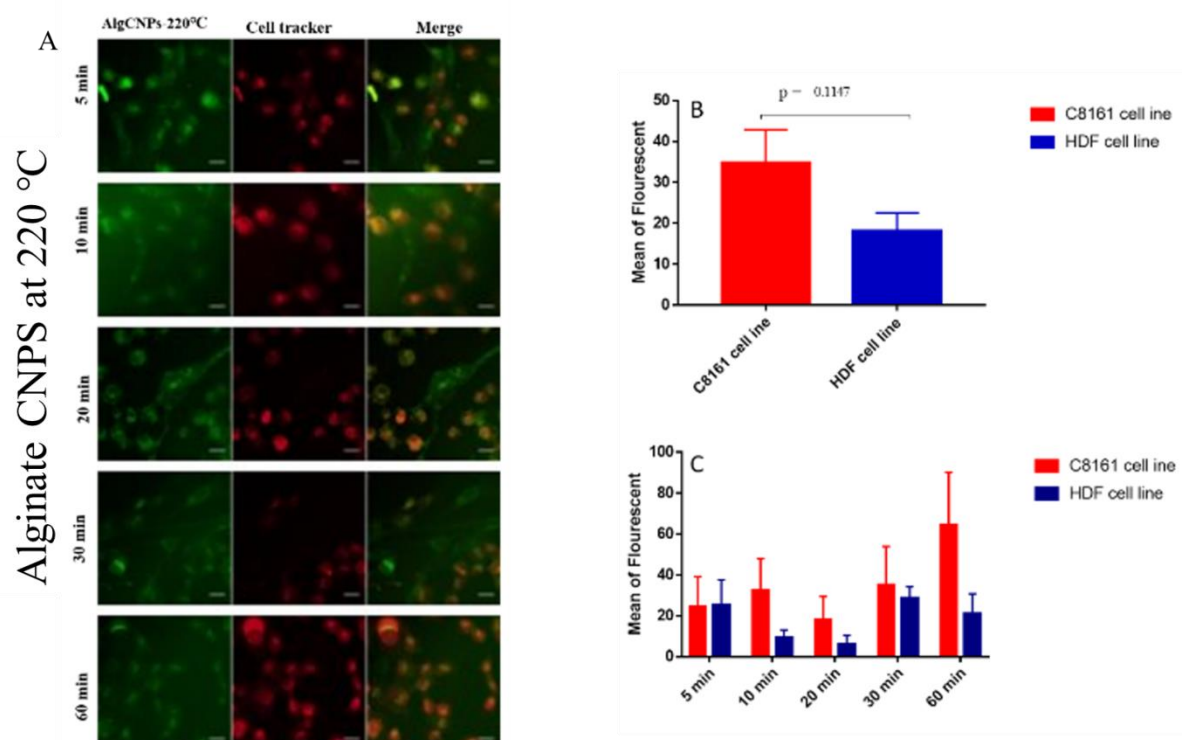 A
AlgCNPs-220°C
Cell tracker
Merge
Alginate CNPS at 220 °C
5 min
10 min
20 min
30 min
60 min
B
p = 0.1147
Mean of Flourescent
50
40
30
20
10
0
C8161 cell ine
HDF cell line
C8161 cell ine
HDF cell line
C
Mean of Flourescent
100
80
60
40
20
0
5 min
10 min
20 min
30 min
60 min
C8161 cell ine
HDF cell line